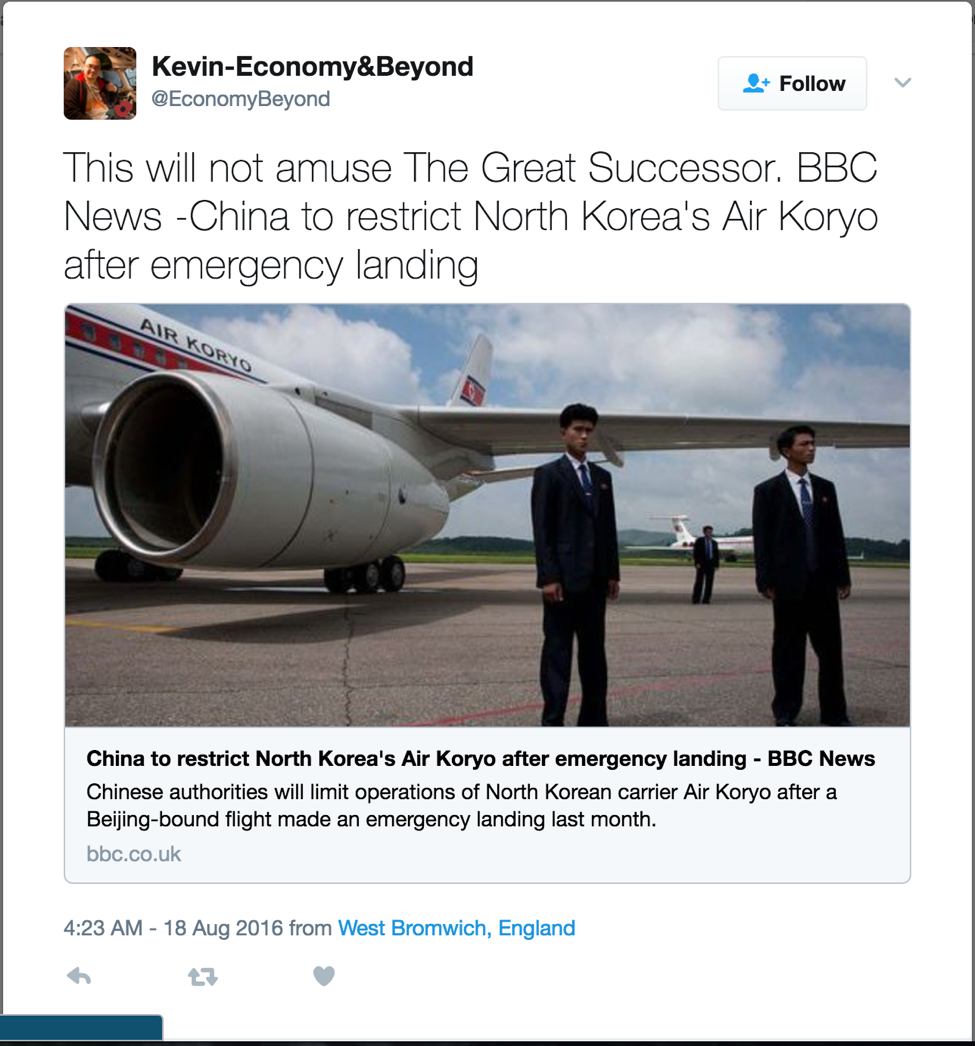 Kevin-Economy&Beyond
@EconomyBeyond
Follow
This will not amuse The Great Successor. BBC
News -China to restrict North Korea's Air Koryo
after emergency landing
AIR KORYO
China to restrict North Korea's Air Koryo after emergency landing - BBC News
Chinese authorities will limit operations of North Korean carrier Air Koryo after a
Beijing-bound flight made an emergency landing last month.
bbc.co.uk
4:23 AM - 18 Aug 2016 from West Bromwich, England